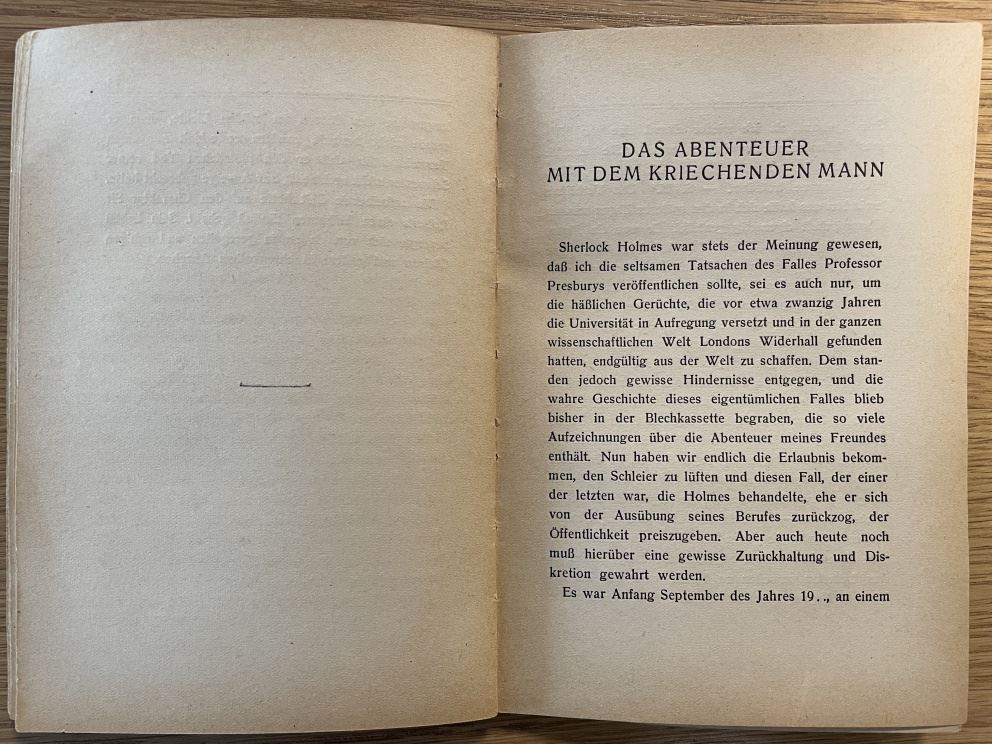 DAS ABENTEUER
MIT DEM KRIECHENDEN MANN
Sherlock Holmes war stets der Meinung gewesen,
daß ich die seltsamen Tatsachen des Falles Professor
Presburys veröffentlichen sollte, sei es auch nur, um
die häßlichen Gerüchte, die vor etwa zwanzig Jahren
die Universität in Aufregung versetzt und in der ganzen
wissenschaftlichen Welt Londons Widerhall gefunden
hatten, endgültig aus der Welt zu schaffen. Dem stan-
den jedoch gewisse Hindernisse entgegen, und die
wahre Geschichte dieses eigentümlichen Falles blieb
bisher in der Blechkassette begraben, die so viele
Aufzeichnungen über die Abenteuer meines Freundes
enthält. Nun haben wir endlich die Erlaubnis bekom-
men, den Schleier zu lüften und diesen Fall, der einer
der letzten war, die Holmes behandelte, ehe er sich
von der Ausübung seines Berufes zurückzog, der
Öffentlichkeit preiszugeben. Aber auch heute noch
muß hierüber eine gewisse Zurückhaltung und Dis-
kretion gewahrt werden.
Es war Anfang September des Jahres 19.., an einem